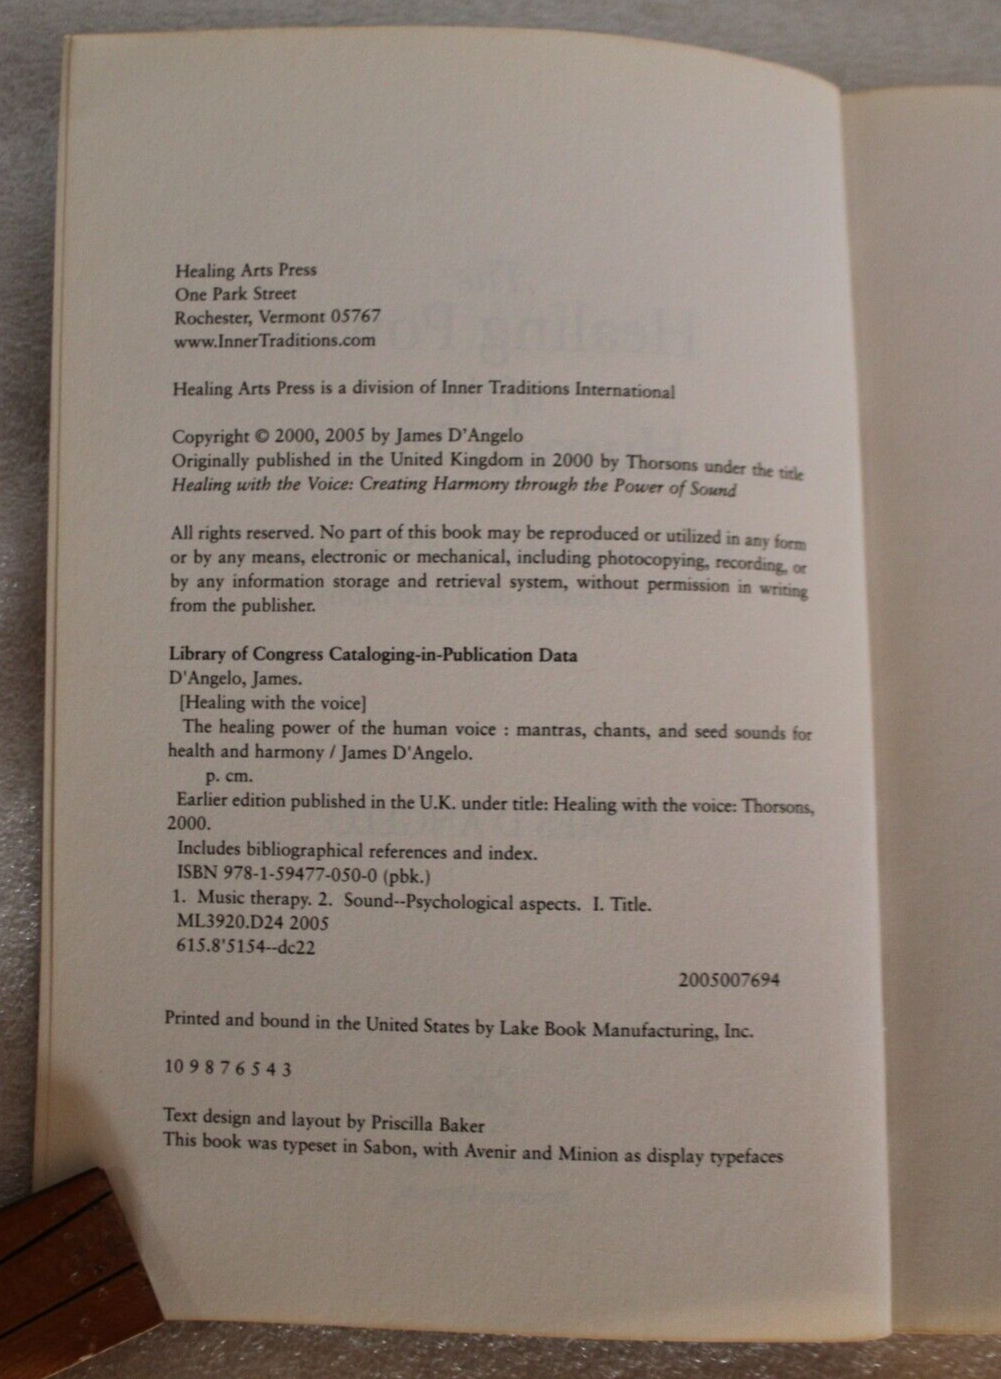 Healing Arts Press
One Park Street
Rochester, Vermont 05767
www.InnerTraditions.com
Healing Arts Press is a division of Inner Traditions International
Copyright © 2000, 2005 by James D'Angelo
Originally published in the United Kingdom in 2000 by Thorsons under the title
Healing with the Voice: Creating Harmony through the Power of Sound
All rights reserved. No part of this book may be reproduced or utilized in any form
or by any means, electronic or mechanical, including photocopying, recording, or
by any information storage and retrieval system, without permission in writing
from the publisher.
Library of Congress Cataloging-in-Publication Data
D'Angelo, James.
[Healing with the voice]
The healing power of the human voice : mantras, chants, and seed sounds for
health and harmony / James D'Angelo.
p. cm.
Earlier edition published in the U.K. under title: Healing with the voice: Thorsons,
2000.
Includes bibliographical references and index.
ISBN 978-1-59477-050-0 (pbk.)
1. Music therapy. 2. Sound--Psychological aspects. I. Title.
ML3920.D24 2005
615.8'5154--dc22
2005007694
Printed and bound in the United States by Lake Book Manufacturing, Inc.
10 9 8 7 6 5 4 3
Text design and layout by Priscilla Baker
This book was typeset in Sabon, with Avenir and Minion as display typefaces